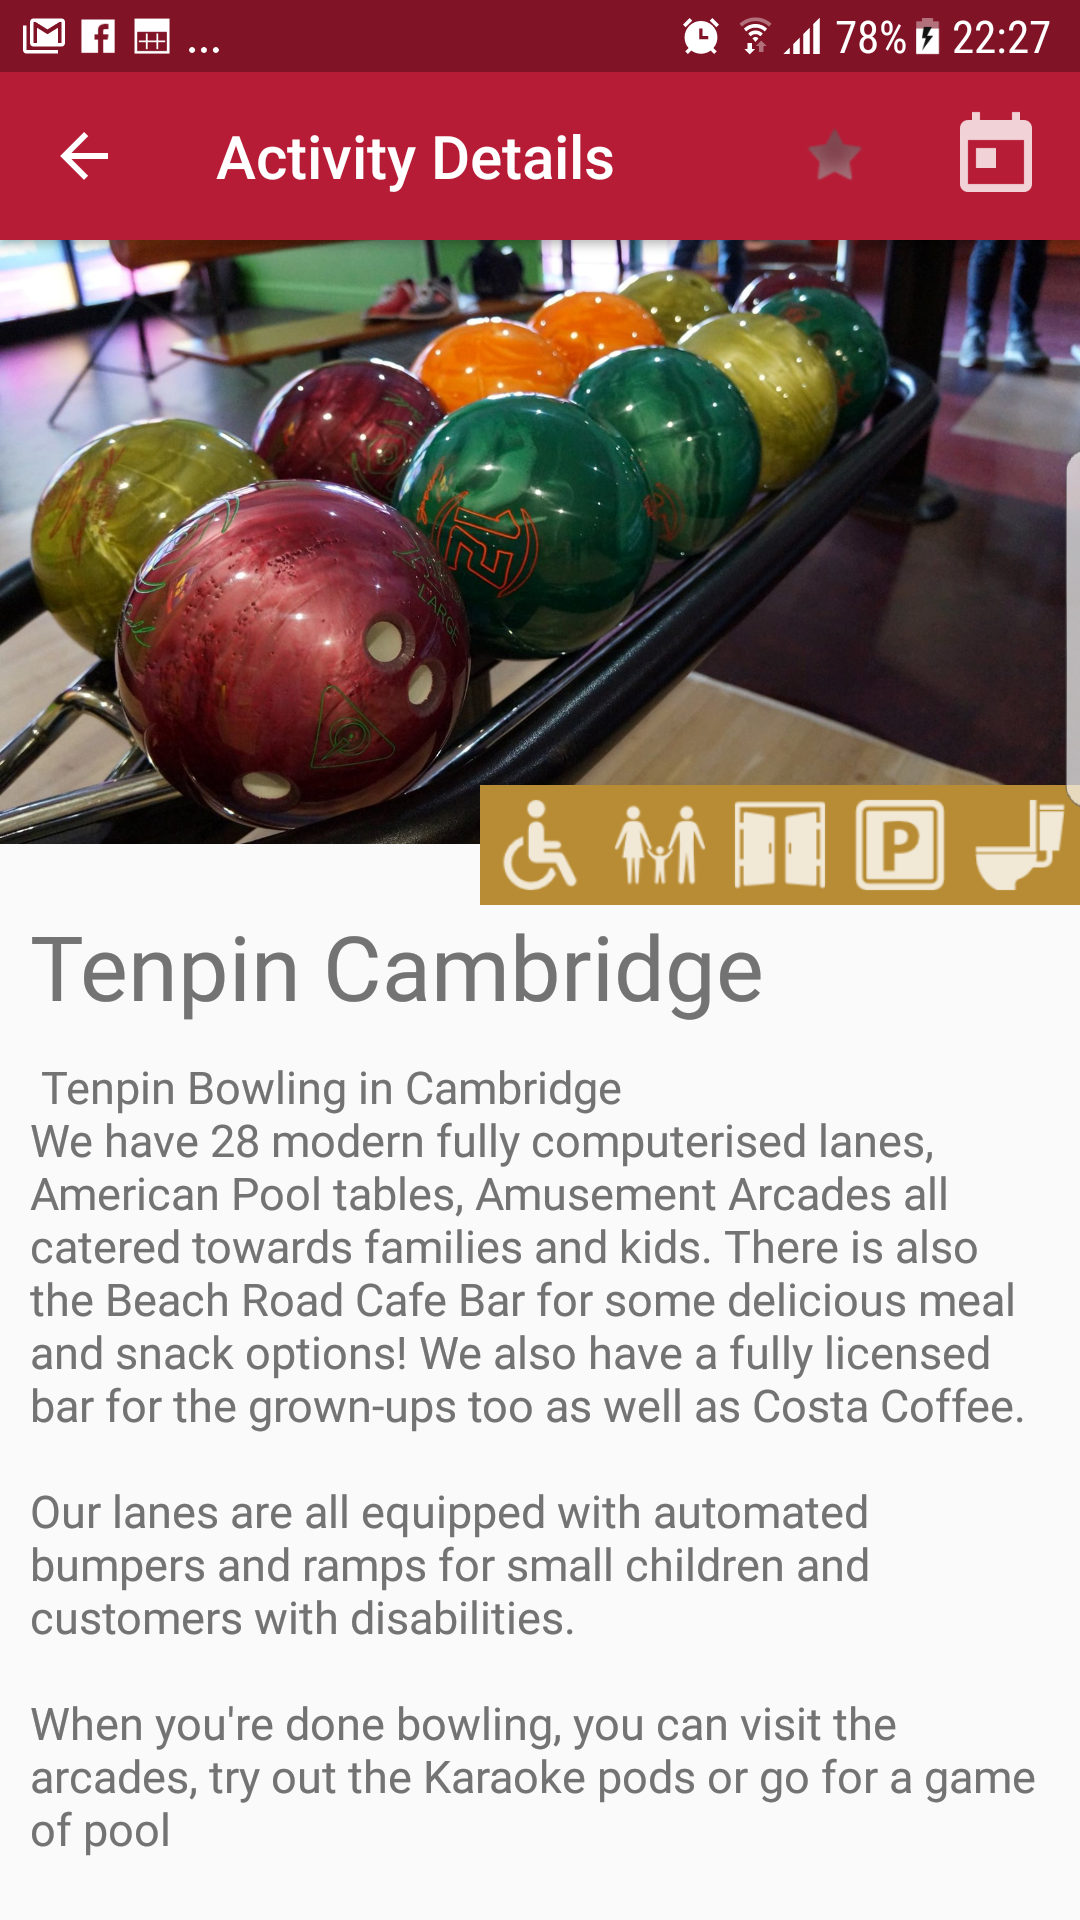 ... 78% 22:27
Activity Details
12
LARGE
P
Tenpin Cambridge
Tenpin Bowling in Cambridge
We have 28 modern fully computerised lanes,
American Pool tables, Amusement Arcades all
catered towards families and kids. There is also
the Beach Road Cafe Bar for some delicious meal
and snack options! We also have a fully licensed
bar for the grown-ups too as well as Costa Coffee.
Our lanes are all equipped with automated
bumpers and ramps for small children and
customers with disabilities.
When you're done bowling, you can visit the
arcades, try out the Karaoke pods or go for a game
of pool